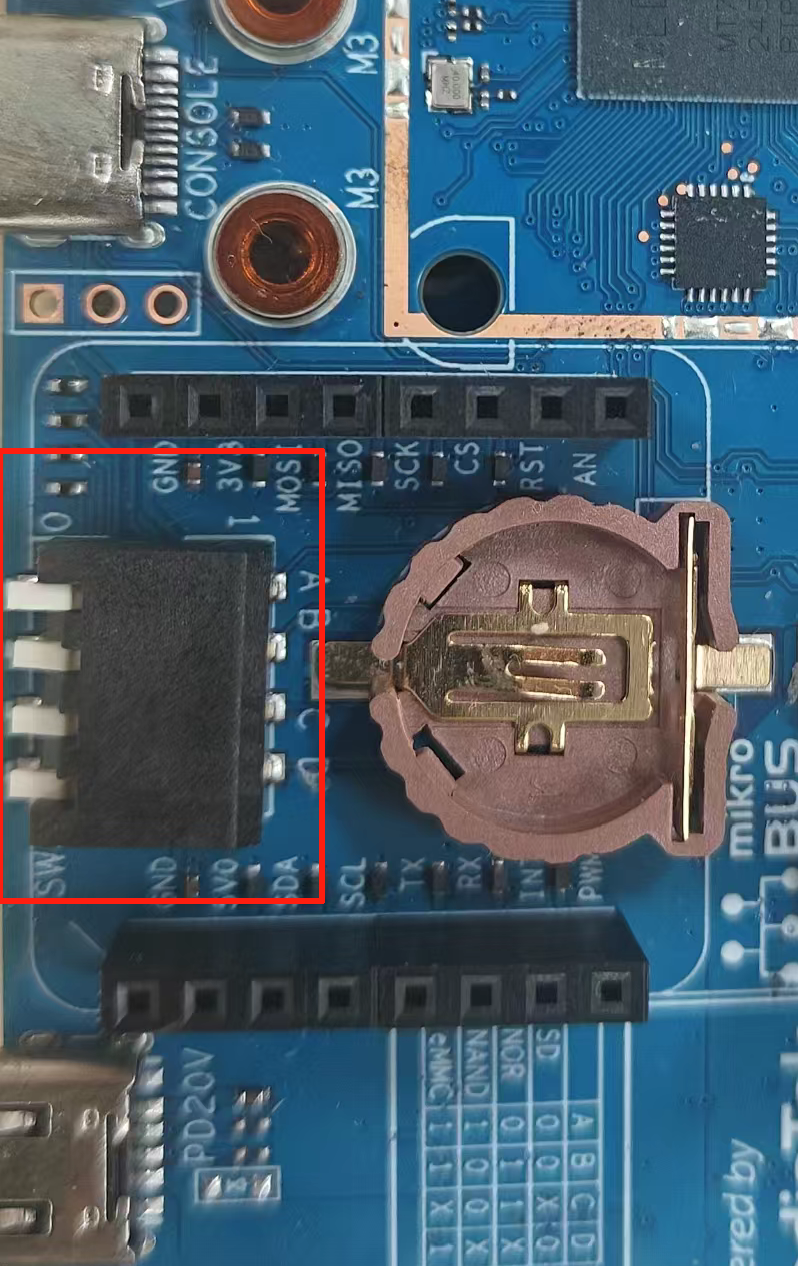 M3
CONSOLE
M3
GND
3V3
MOSI
MISO
SCK
CS
RST
AN
0
1
A
B
C
D
SW
GND
5V0
SDA
SCL
TX
RX
INT
PWM
mikro
BUS
PD20V
A B C D
SD 0 0 X 0
NOR 0 1 1 X
NAND 1 0 0 X
eMMC 1 1 X 1
ered by